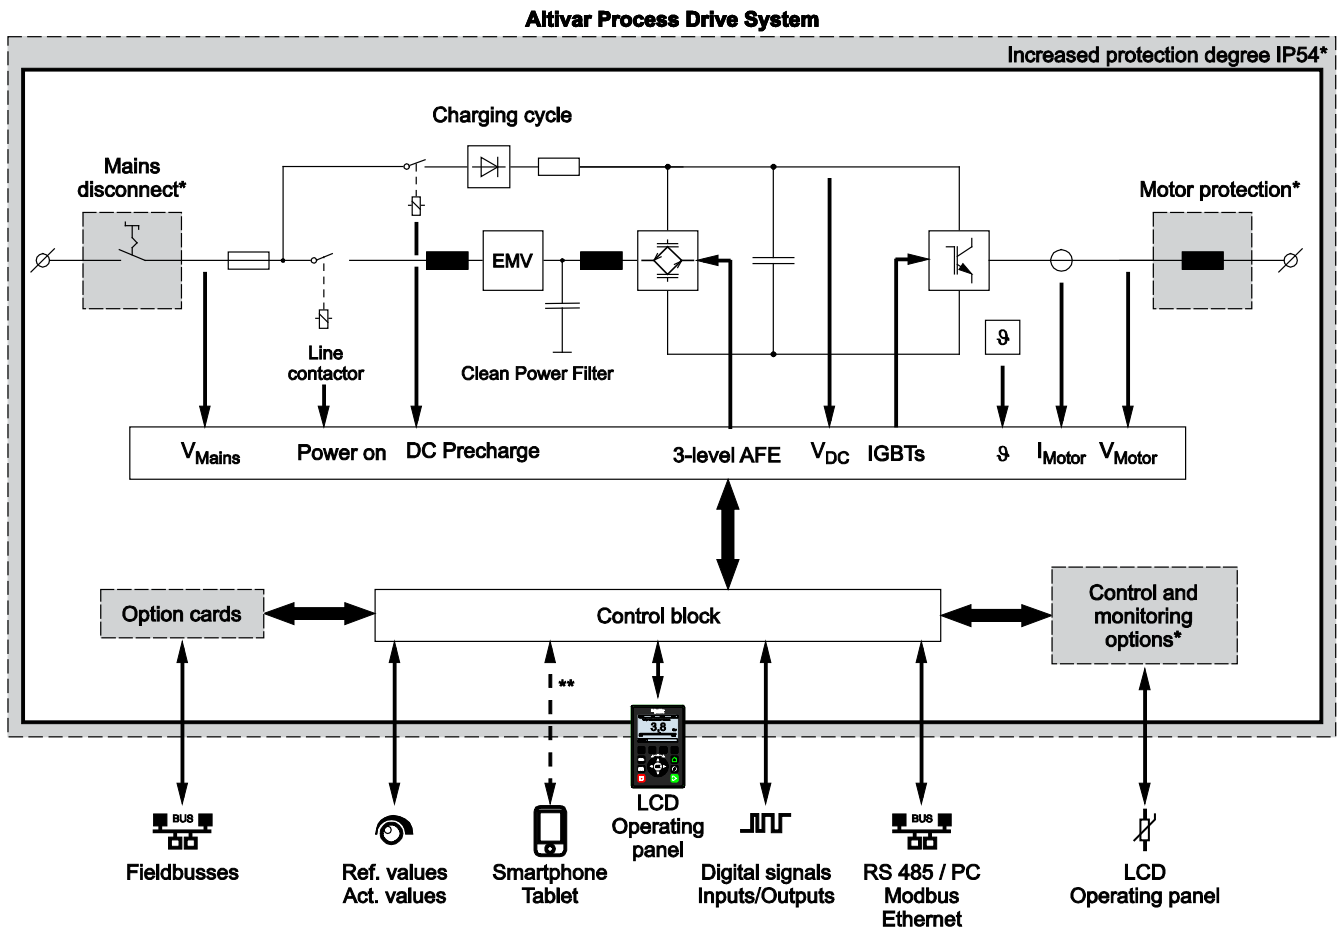 Altivar Process Drive System
Increased protection degree IP54*
Charging cycle
Mains
disconnect*
Motor protection*
EMV
Line
contactor
Clean Power Filter
ϑ
VMains
Power on
DC Precharge
3-level AFE
VDC
IGBTs
ϑ
IMotor
VMotor
Option cards
Control block
Control and
monitoring
options*
**
3.8
BUS
Fieldbusses
Ref. values
Act. values
Smartphone
Tablet
LCD
Operating
panel
Digital signals
Inputs/Outputs
BUS
RS 485 / PC
Modbus
Ethernet
LCD
Operating panel